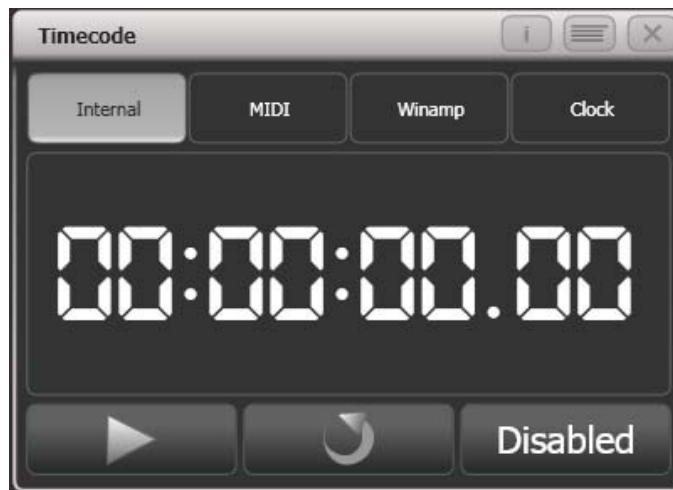 Timecode
i
Internal MIDI Winamp Clock
00:00:00.00
Disabled